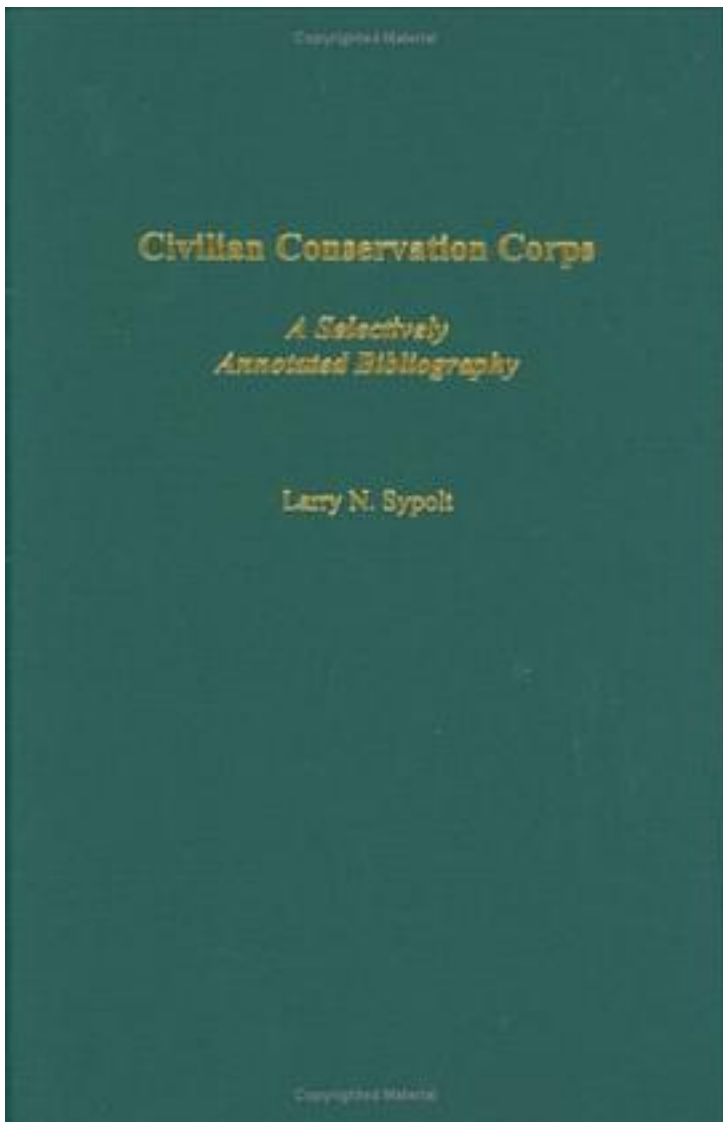 Copyrighted Material
Civilian Conservation Corps
A Selectively
Annotated Bibliography
Larry N. Sypolt
Copyrighted Material